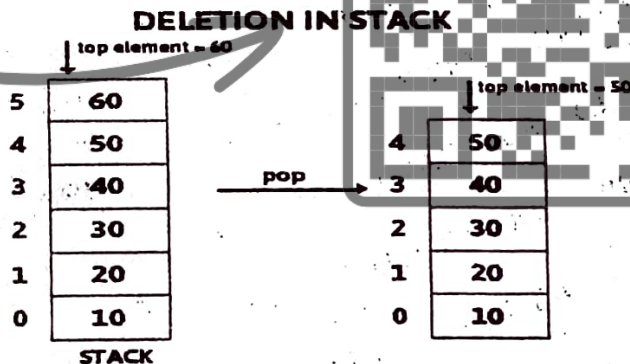 DELETION IN STACK
top element = 60
5 60
4 50
3 40
2 30
1 20
0 10
STACK
pop
top element = 50
4 50
3 40
2 30
1 20
0 10